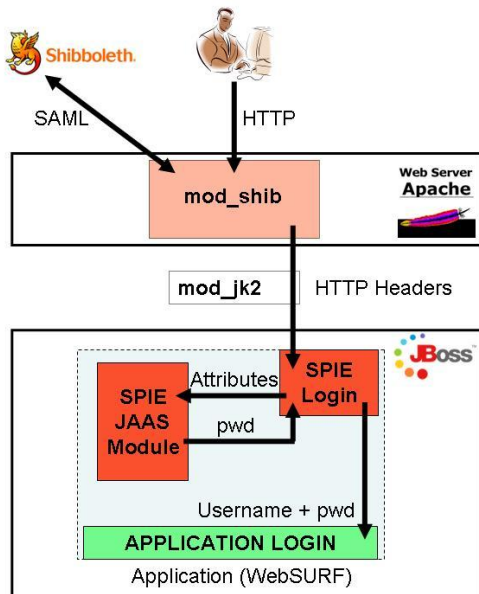 Shibboleth.
SAML
HTTP
Web Server
Apache
mod_shib
mod_jk2
HTTP Headers
JBoss™
SPIE
Login
Attributes
SPIE
JAAS
Module
pwd
Username + pwd
APPLICATION LOGIN
Application (WebSURF)